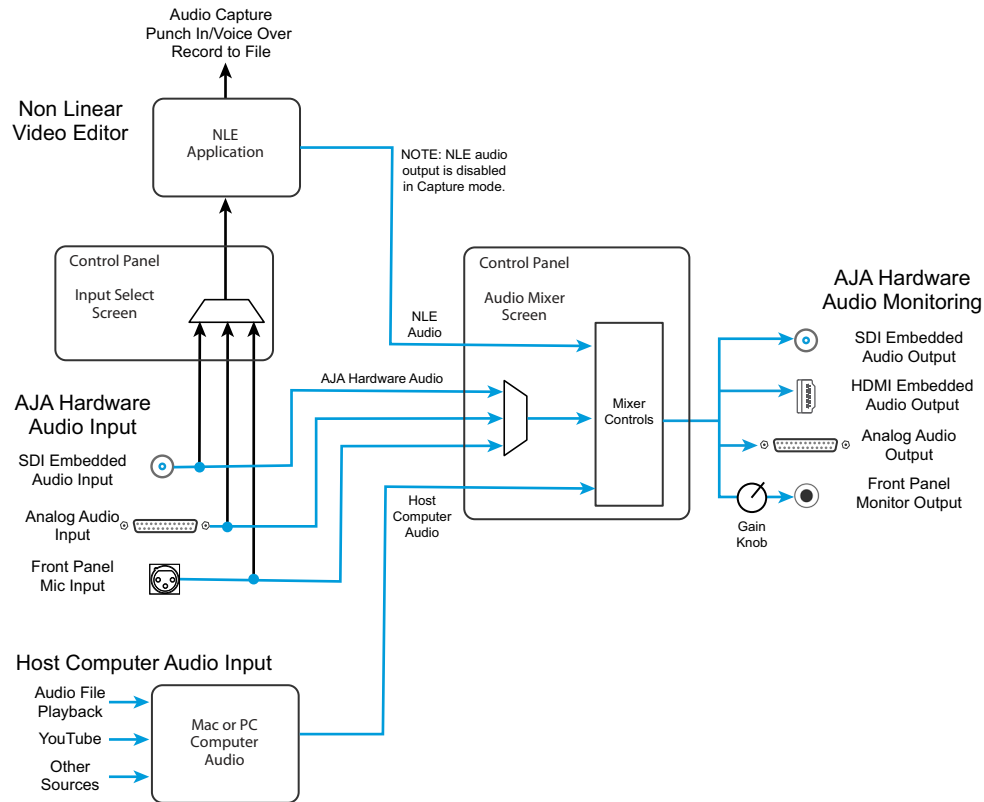 Audio Capture
Punch In/Voice Over
Record to File
Non Linear
Video Editor
NLE
Application
NOTE: NLE audio
output is disabled
in Capture mode.
Control Panel
Input Select
Screen
Control Panel
Audio Mixer
Screen
NLE
Audio
AJA Hardware Audio
Mixer
Controls
Host
Computer
Audio
AJA Hardware
Audio Monitoring
SDI Embedded
Audio Output
HDMI Embedded
Audio Output
Analog Audio
Output
Front Panel
Monitor Output
Gain
Knob
AJA Hardware
Audio Input
SDI Embedded
Audio Input
Analog Audio
Input
Front Panel
Mic Input
Host Computer Audio Input
Audio File
Playback
YouTube
Other
Sources
Mac or PC
Computer
Audio